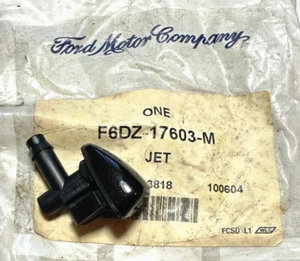 Ford Motor Company
ONE
F6DZ-17603-M
JET
3818 100604
FCSD L1